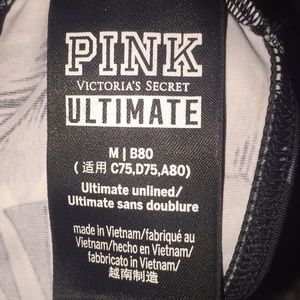 PINK
VICTORIA'S SECRET
ULTIMATE
M | B80
(适用 C75,D75,A80)
Ultimate unlined/
Ultimate sans doublure
made in Vietnam/fabriqué au
Vietnam/hecho en Vietnam/
fabbricato in Vietnam/
越南制造